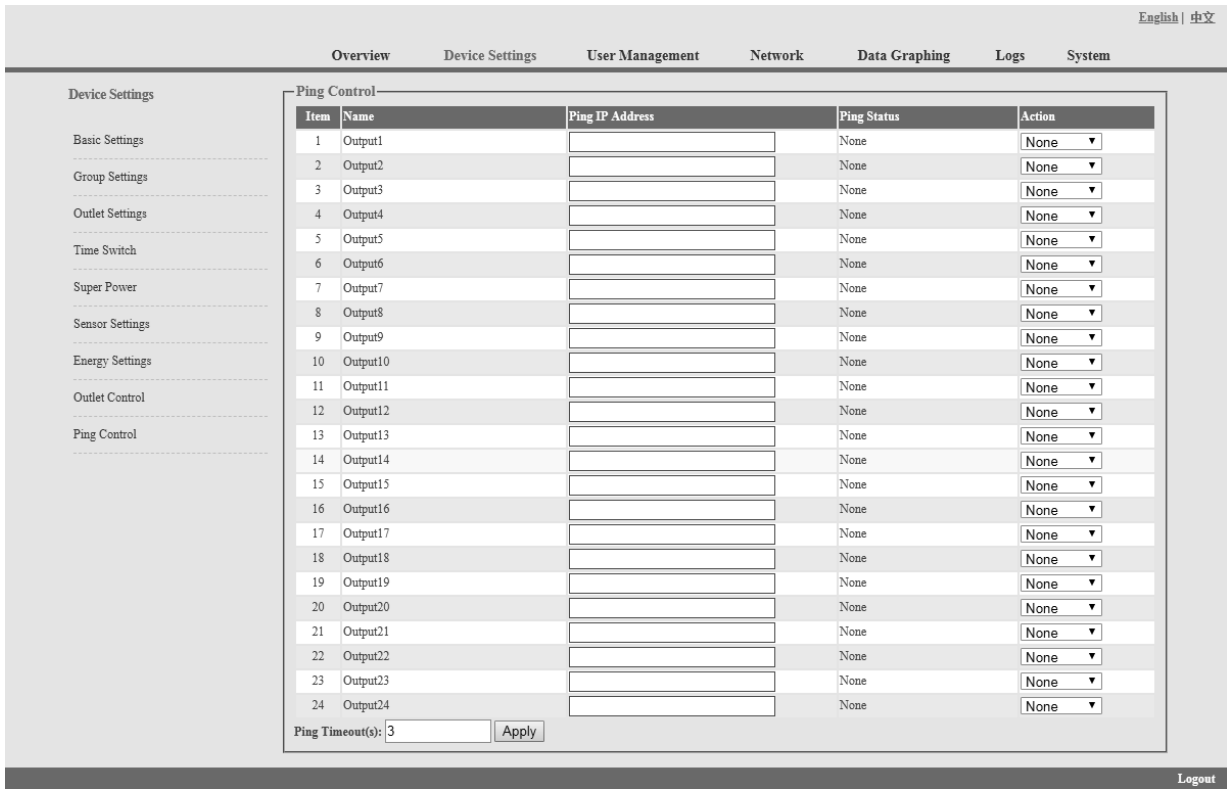 English | 中文
Overview Device Settings User Management Network Data Graphing Logs System
Device Settings
Basic Settings
Group Settings
Outlet Settings
Time Switch
Super Power
Sensor Settings
Energy Settings
Outlet Control
Ping Control
Ping Control
Item Name Ping IP Address Ping Status Action
1 Output1 None None
2 Output2 None None
3 Output3 None None
4 Output4 None None
5 Output5 None None
6 Output6 None None
7 Output7 None None
8 Output8 None None
9 Output9 None None
10 Output10 None None
11 Output11 None None
12 Output12 None None
13 Output13 None None
14 Output14 None None
15 Output15 None None
16 Output16 None None
17 Output17 None None
18 Output18 None None
19 Output19 None None
20 Output20 None None
21 Output21 None None
22 Output22 None None
23 Output23 None None
24 Output24 None None
Ping Timeout(s): 3 Apply
Logout